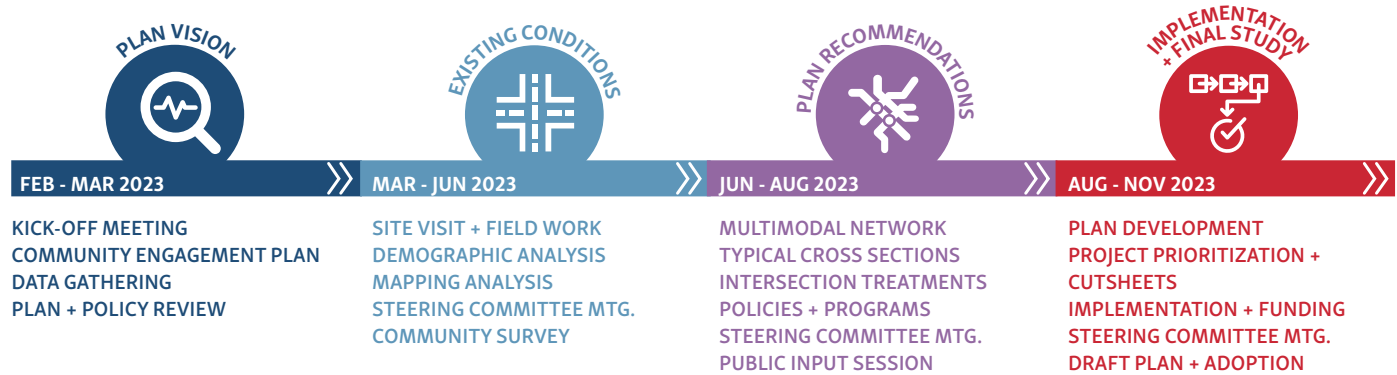 PLAN VISION
FEB - MAR 2023
KICK-OFF MEETING
COMMUNITY ENGAGEMENT PLAN
DATA GATHERING
PLAN + POLICY REVIEW
EXISTING CONDITIONS
MAR - JUN 2023
SITE VISIT + FIELD WORK
DEMOGRAPHIC ANALYSIS
MAPPING ANALYSIS
STEERING COMMITTEE MTG.
COMMUNITY SURVEY
PLAN RECOMMENDATIONS
JUN - AUG 2023
MULTIMODAL NETWORK
TYPICAL CROSS SECTIONS
INTERSECTION TREATMENTS
POLICIES + PROGRAMS
STEERING COMMITTEE MTG.
PUBLIC INPUT SESSION
IMPLEMENTATION
+ FINAL STUDY
AUG - NOV 2023
PLAN DEVELOPMENT
PROJECT PRIORITIZATION +
CUTSHEETS
IMPLEMENTATION + FUNDING
STEERING COMMITTEE MTG.
DRAFT PLAN + ADOPTION